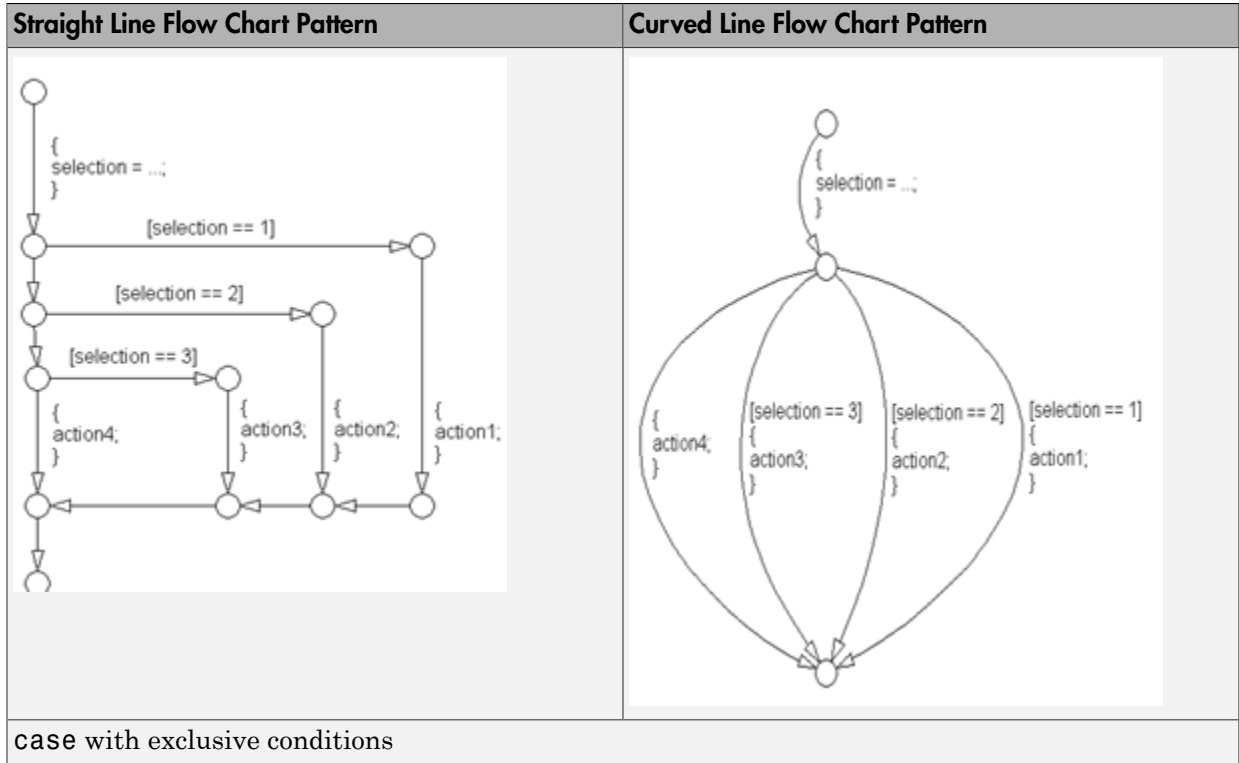 Straight Line Flow Chart Pattern
Curved Line Flow Chart Pattern
{
selection = ...;
}
[selection == 1]
[selection == 2]
[selection == 3]
{
action4;
}
{
action3;
}
{
action2;
}
{
action1;
}
{
selection = ...;
}
{
action4;
}
[selection == 3]
{
action3;
}
[selection == 2]
{
action2;
}
[selection == 1]
{
action1;
}
case with exclusive conditions